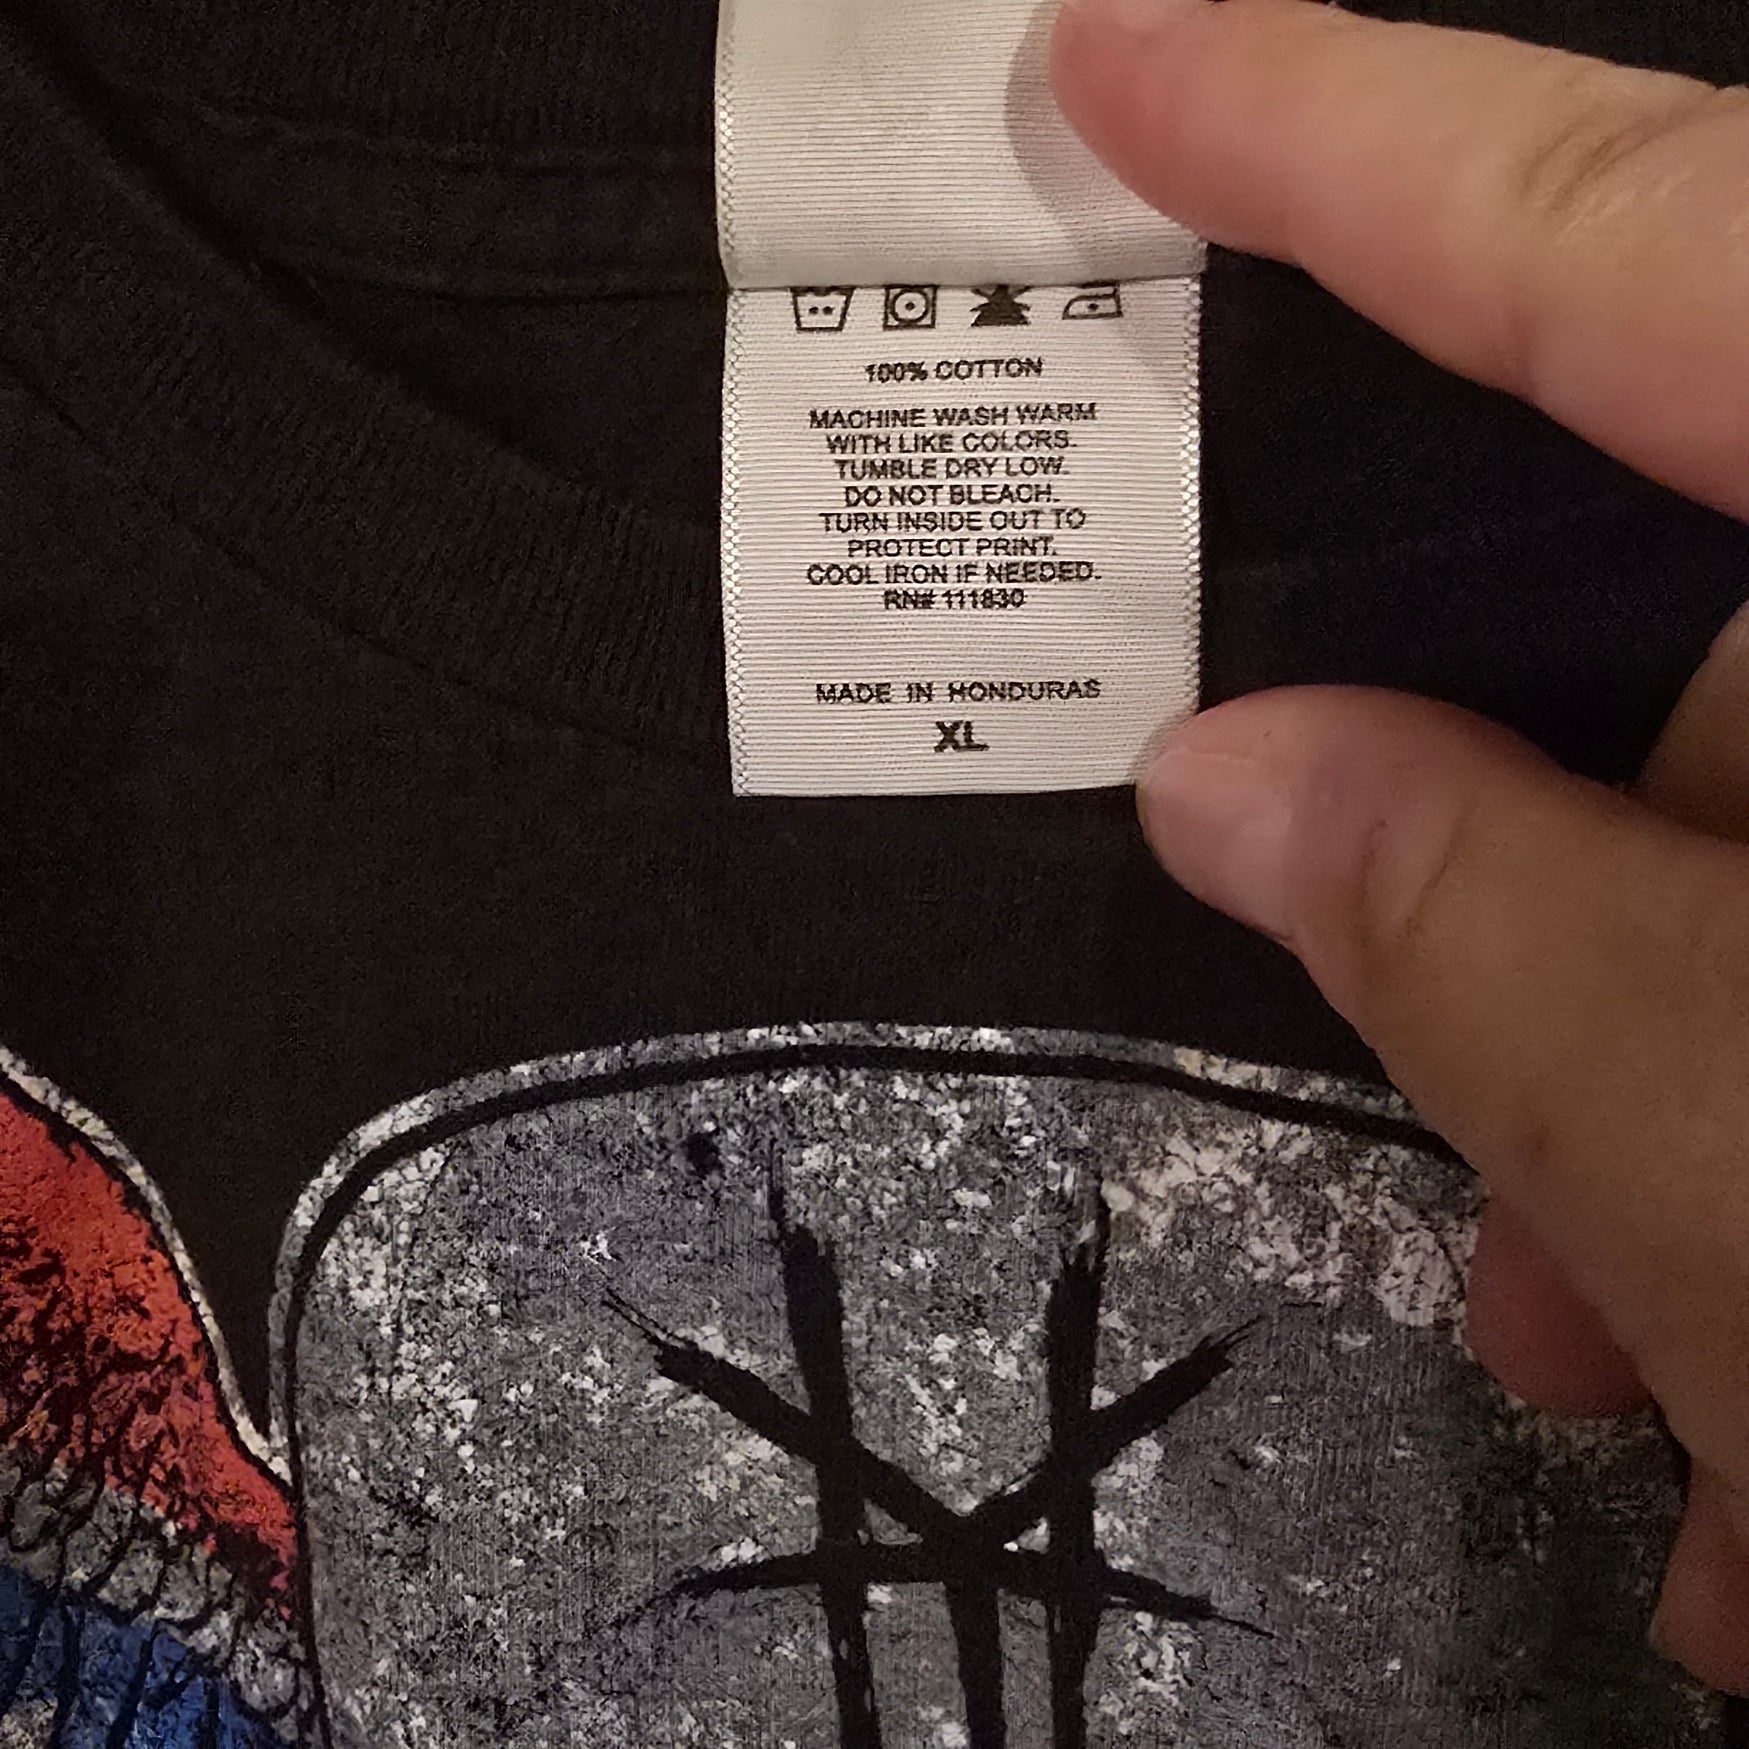 100% COTTON
MACHINE WASH WARM
WITH LIKE COLORS.
TUMBLE DRY LOW.
DO NOT BLEACH.
TURN INSIDE OUT TO
PROTECT PRINT.
COOL IRON IF NEEDED.
RN# 111830
MADE IN HONDURAS
XL